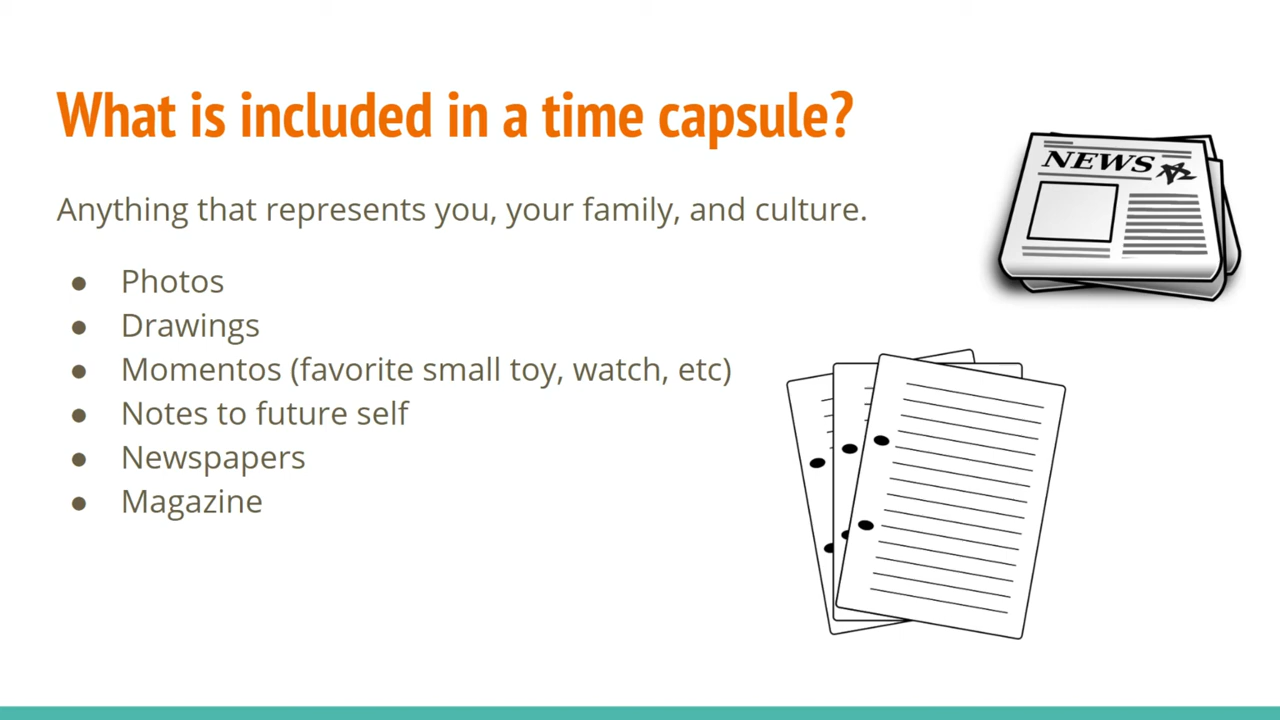 What is included in a time capsule?
Anything that represents you, your family, and culture.
● Photos
● Drawings
● Momentos (favorite small toy, watch, etc)
● Notes to future self
● Newspapers
● Magazine
NEWS